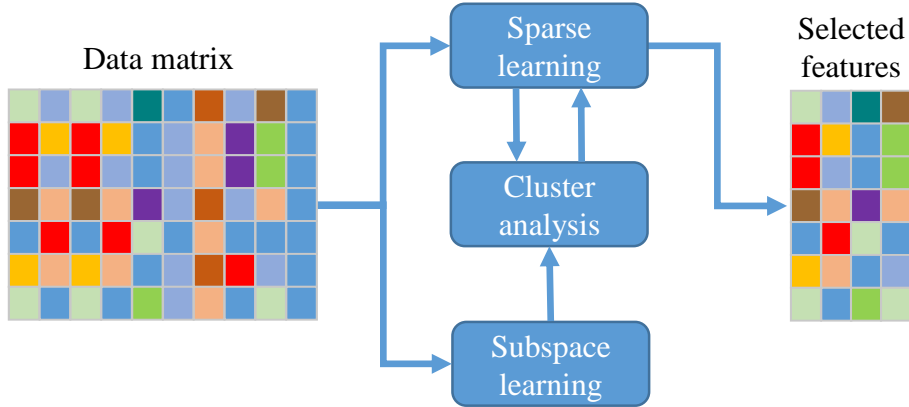 Data matrix
Sparse
learning
Cluster
analysis
Subspace
learning
Selected
features